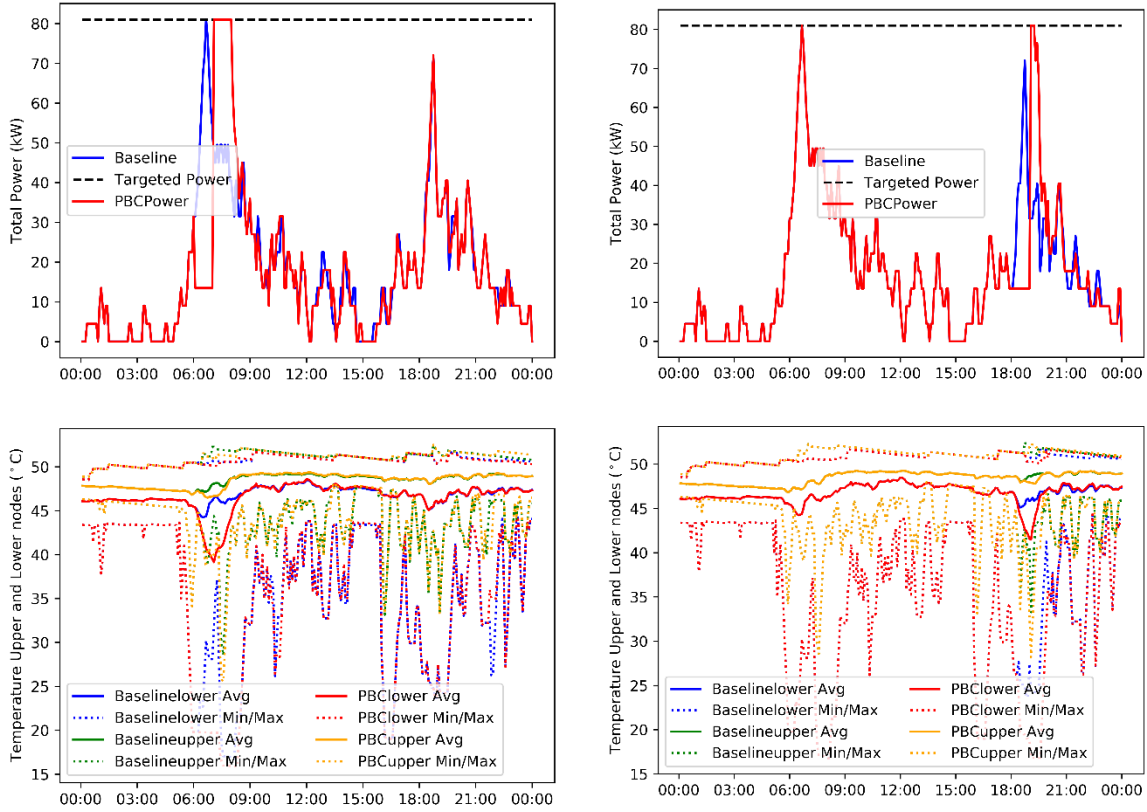 Total Power (kW)
80
70
60
50
40
30
20
10
0
Baseline
Targeted Power
PBCPower
00:00 03:00 06:00 09:00 12:00 15:00 18:00 21:00 00:00
Total Power (kW)
80
70
60
50
40
30
20
10
0
Baseline
Targeted Power
PBCPower
00:00 03:00 06:00 09:00 12:00 15:00 18:00 21:00 00:00
Temperature Upper and Lower nodes (°C)
50
45
40
35
30
25
20
15
Baselinelower Avg
Baselinelower Min/Max
Baselineupper Avg
Baselineupper Min/Max
PBClower Avg
PBClower Min/Max
PBCupper Avg
PBCupper Min/Max
00:00 03:00 06:00 09:00 12:00 15:00 18:00 21:00 00:00
Temperature Upper and Lower nodes (°C)
50
45
40
35
30
25
20
15
Baselinelower Avg
Baselinelower Min/Max
Baselineupper Avg
Baselineupper Min/Max
PBClower Avg
PBClower Min/Max
PBCupper Avg
PBCupper Min/Max
00:00 03:00 06:00 09:00 12:00 15:00 18:00 21:00 00:00